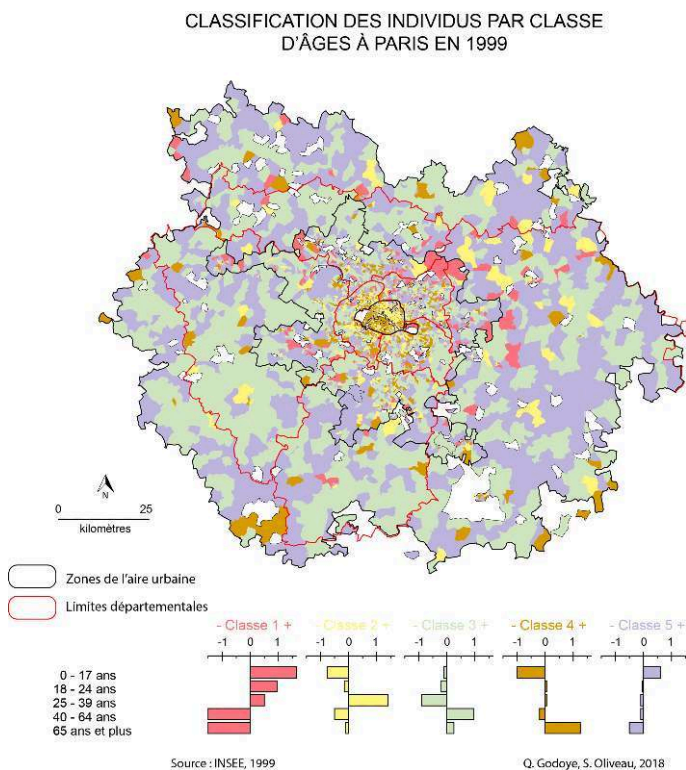 CLASSIFICATION DES INDIVIDUS PAR CLASSE
D'ÂGES À PARIS EN 1999
N
0 25
kilomètres
Zones de l'aire urbaine
Limites départementales
- Classe 1 + - Classe 2 + - Classe 3 + - Classe 4 + - Classe 5 +
-1 0 1 -1 0 1 -1 0 1 -1 0 1 -1 0 1
0 - 17 ans
18 - 24 ans
25 - 39 ans
40 - 64 ans
65 ans et plus
Source : INSEE, 1999 Q. Godoye, S. Oliveau, 2018